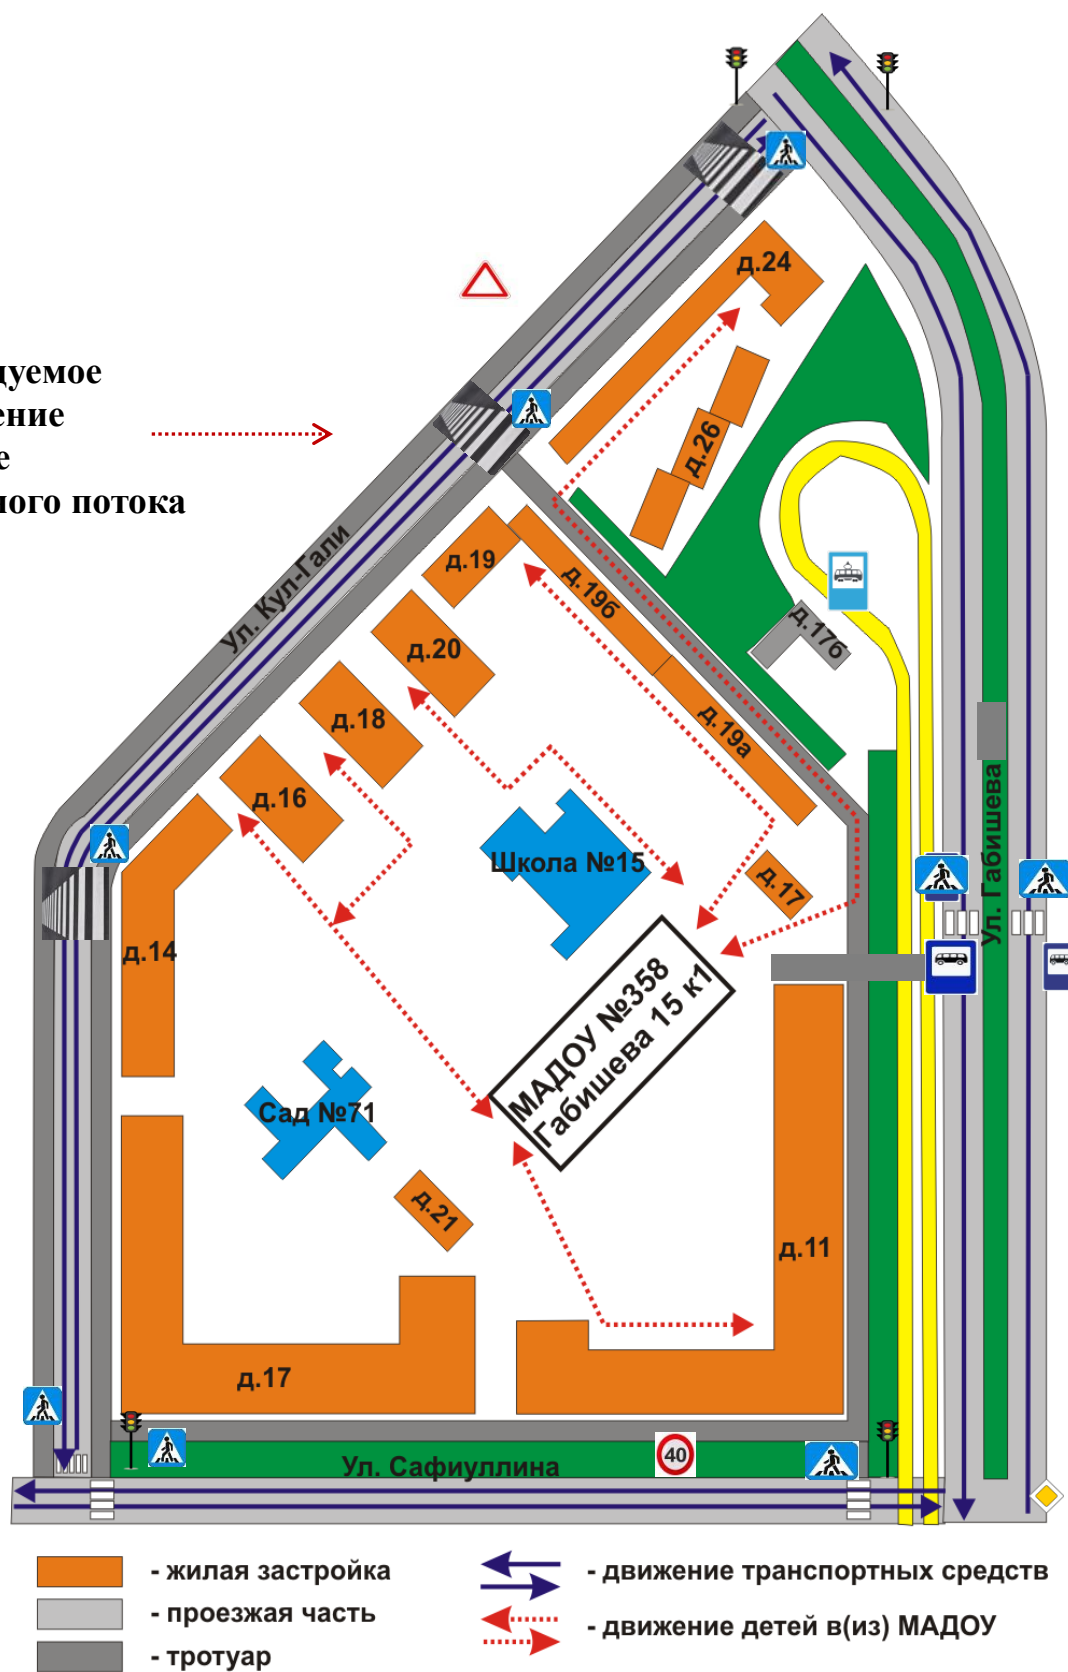 д.24
дуемое
ение
е
ного потока
д.26
Ул. Кул-Гали
д.19
д.19б
д.20
д.17б
д.18
д.19а
д.16
Ул. Габишева
Школа №15
д.17
д.14
МАДОУ №358
Габишева 15 к1
Сад №71
д.21
д.11
д.17
40
Ул. Сафиуллина
- жилая застройка
- проезжая часть
- тротуар
- движение транспортных средств
- движение детей в(из) МАДОУ